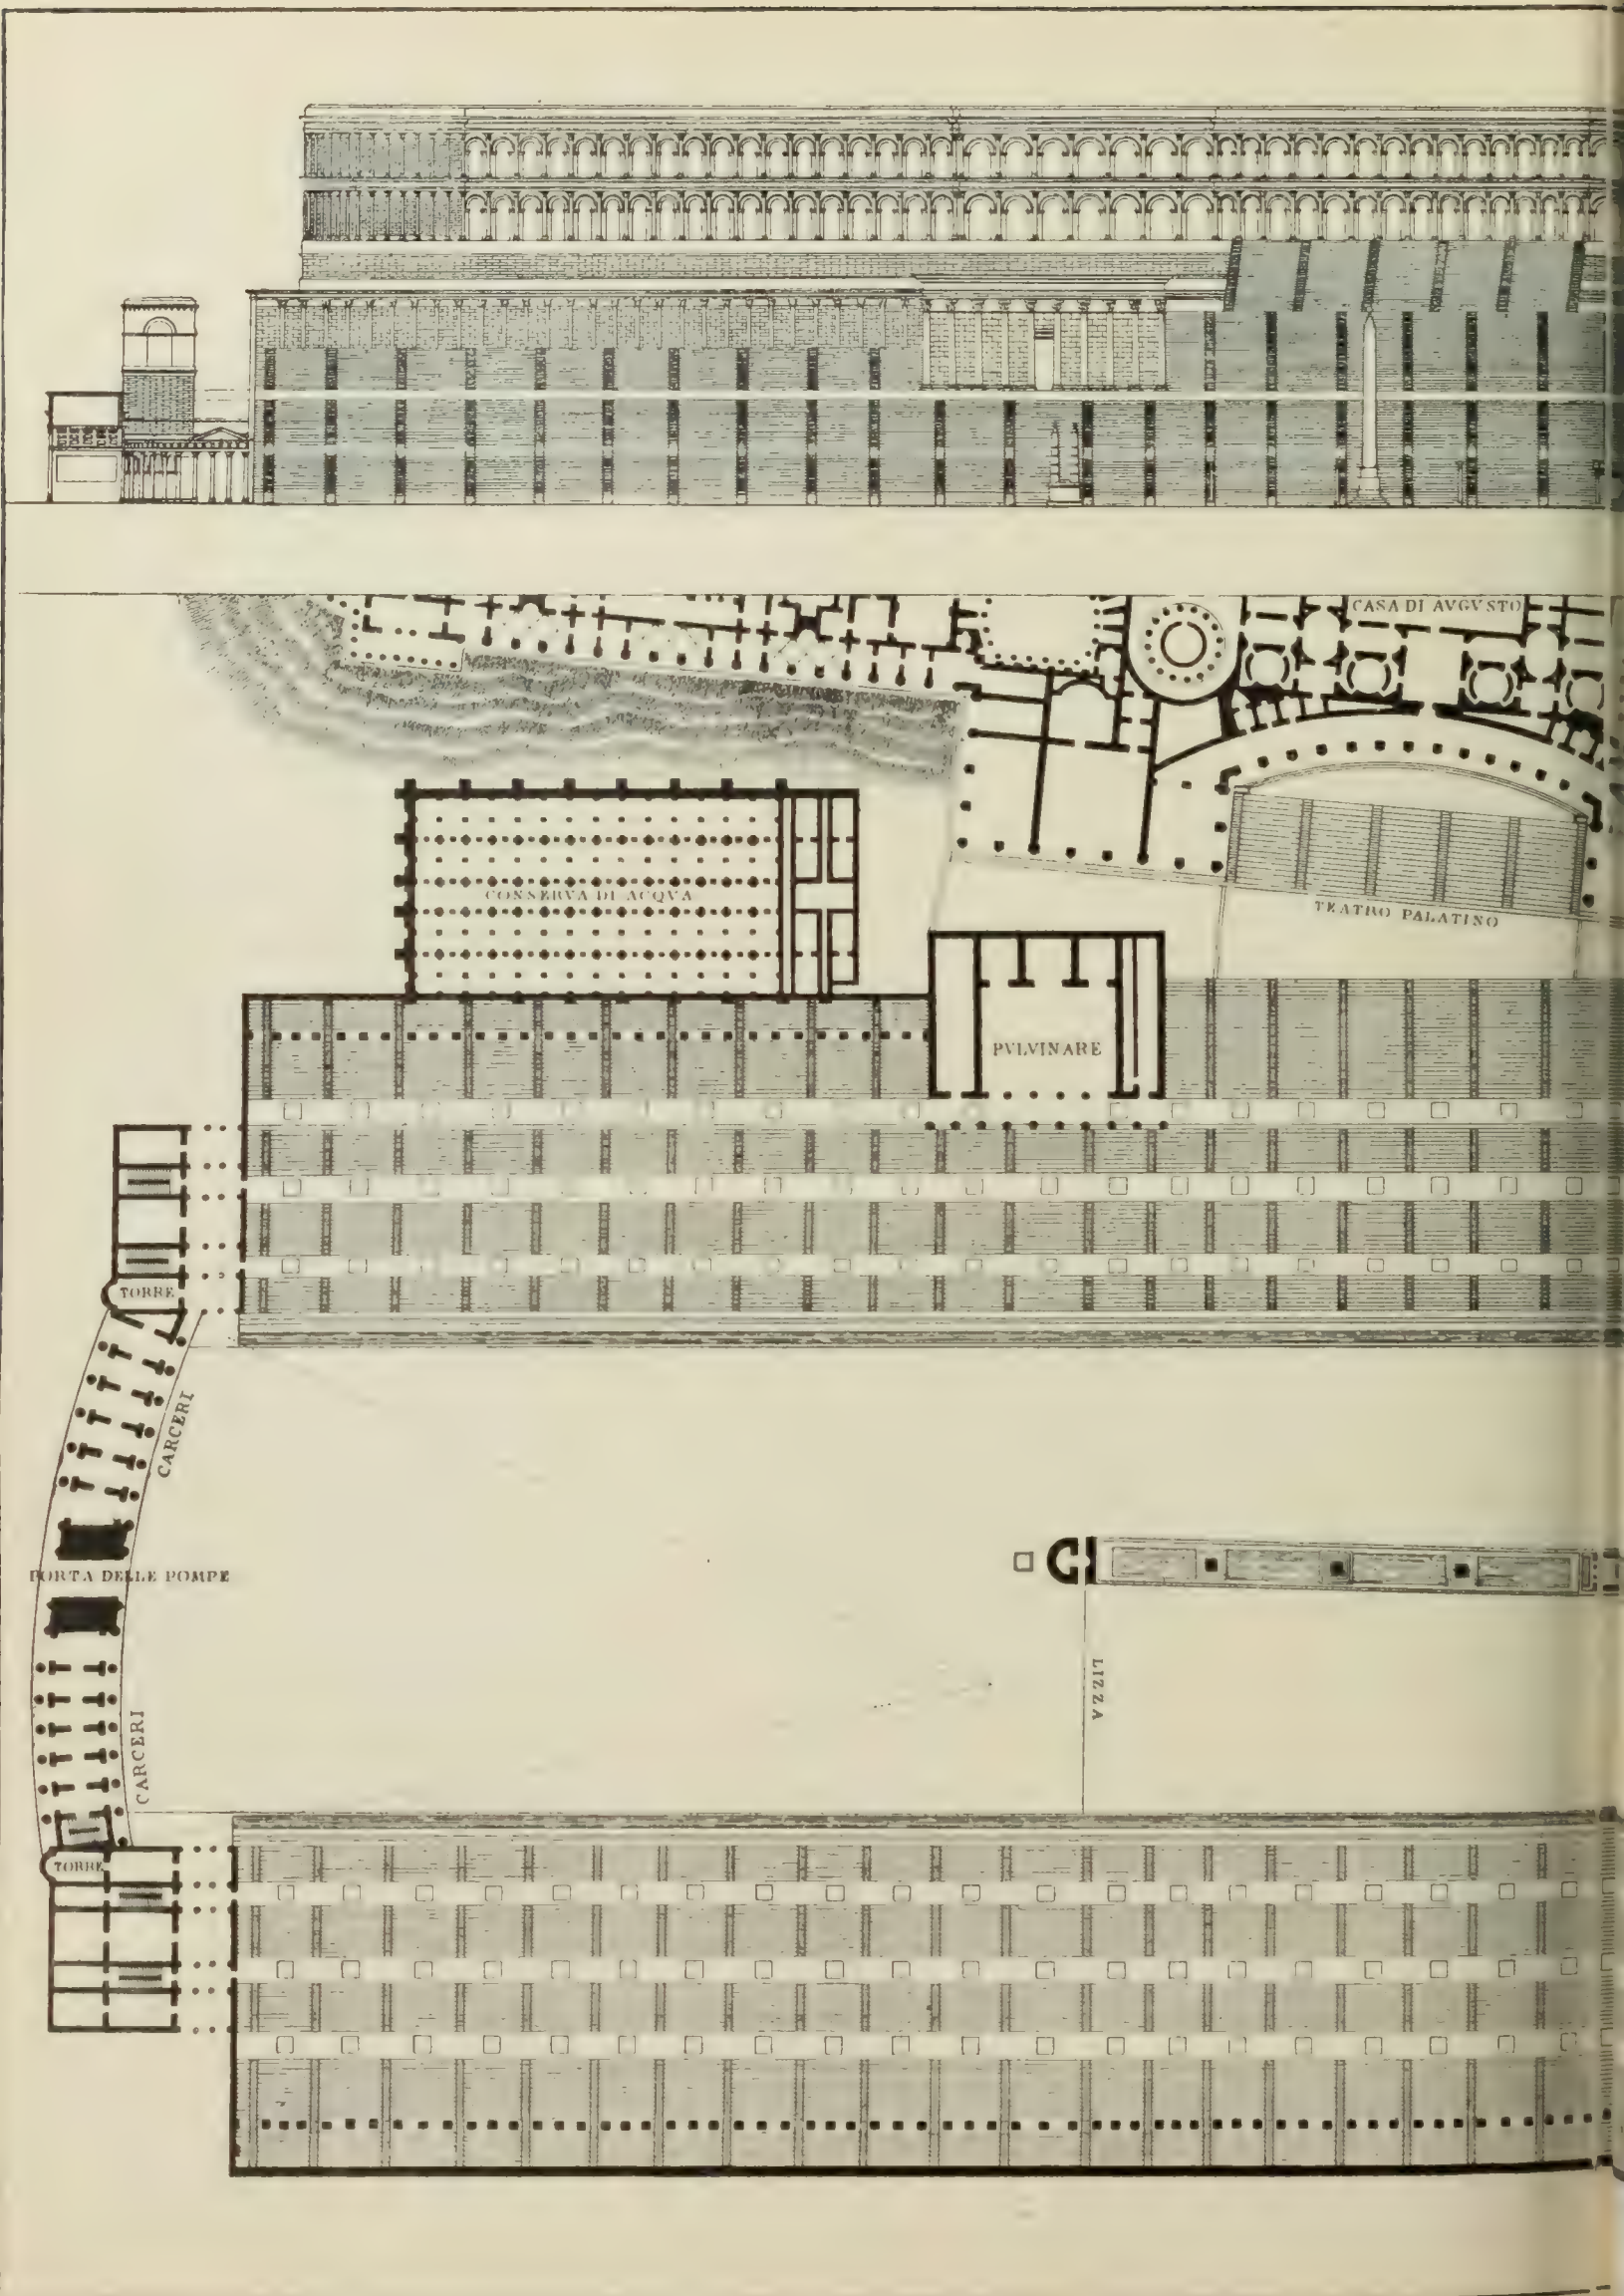 CASA DI AVGVSTO
CONSERVA DI ACQVA
TEATRO PALATINO
PVLVINARE
TORRE
CARCERI
PORTA DELLE POMPE
LIZZA
CARCERI
TORRE